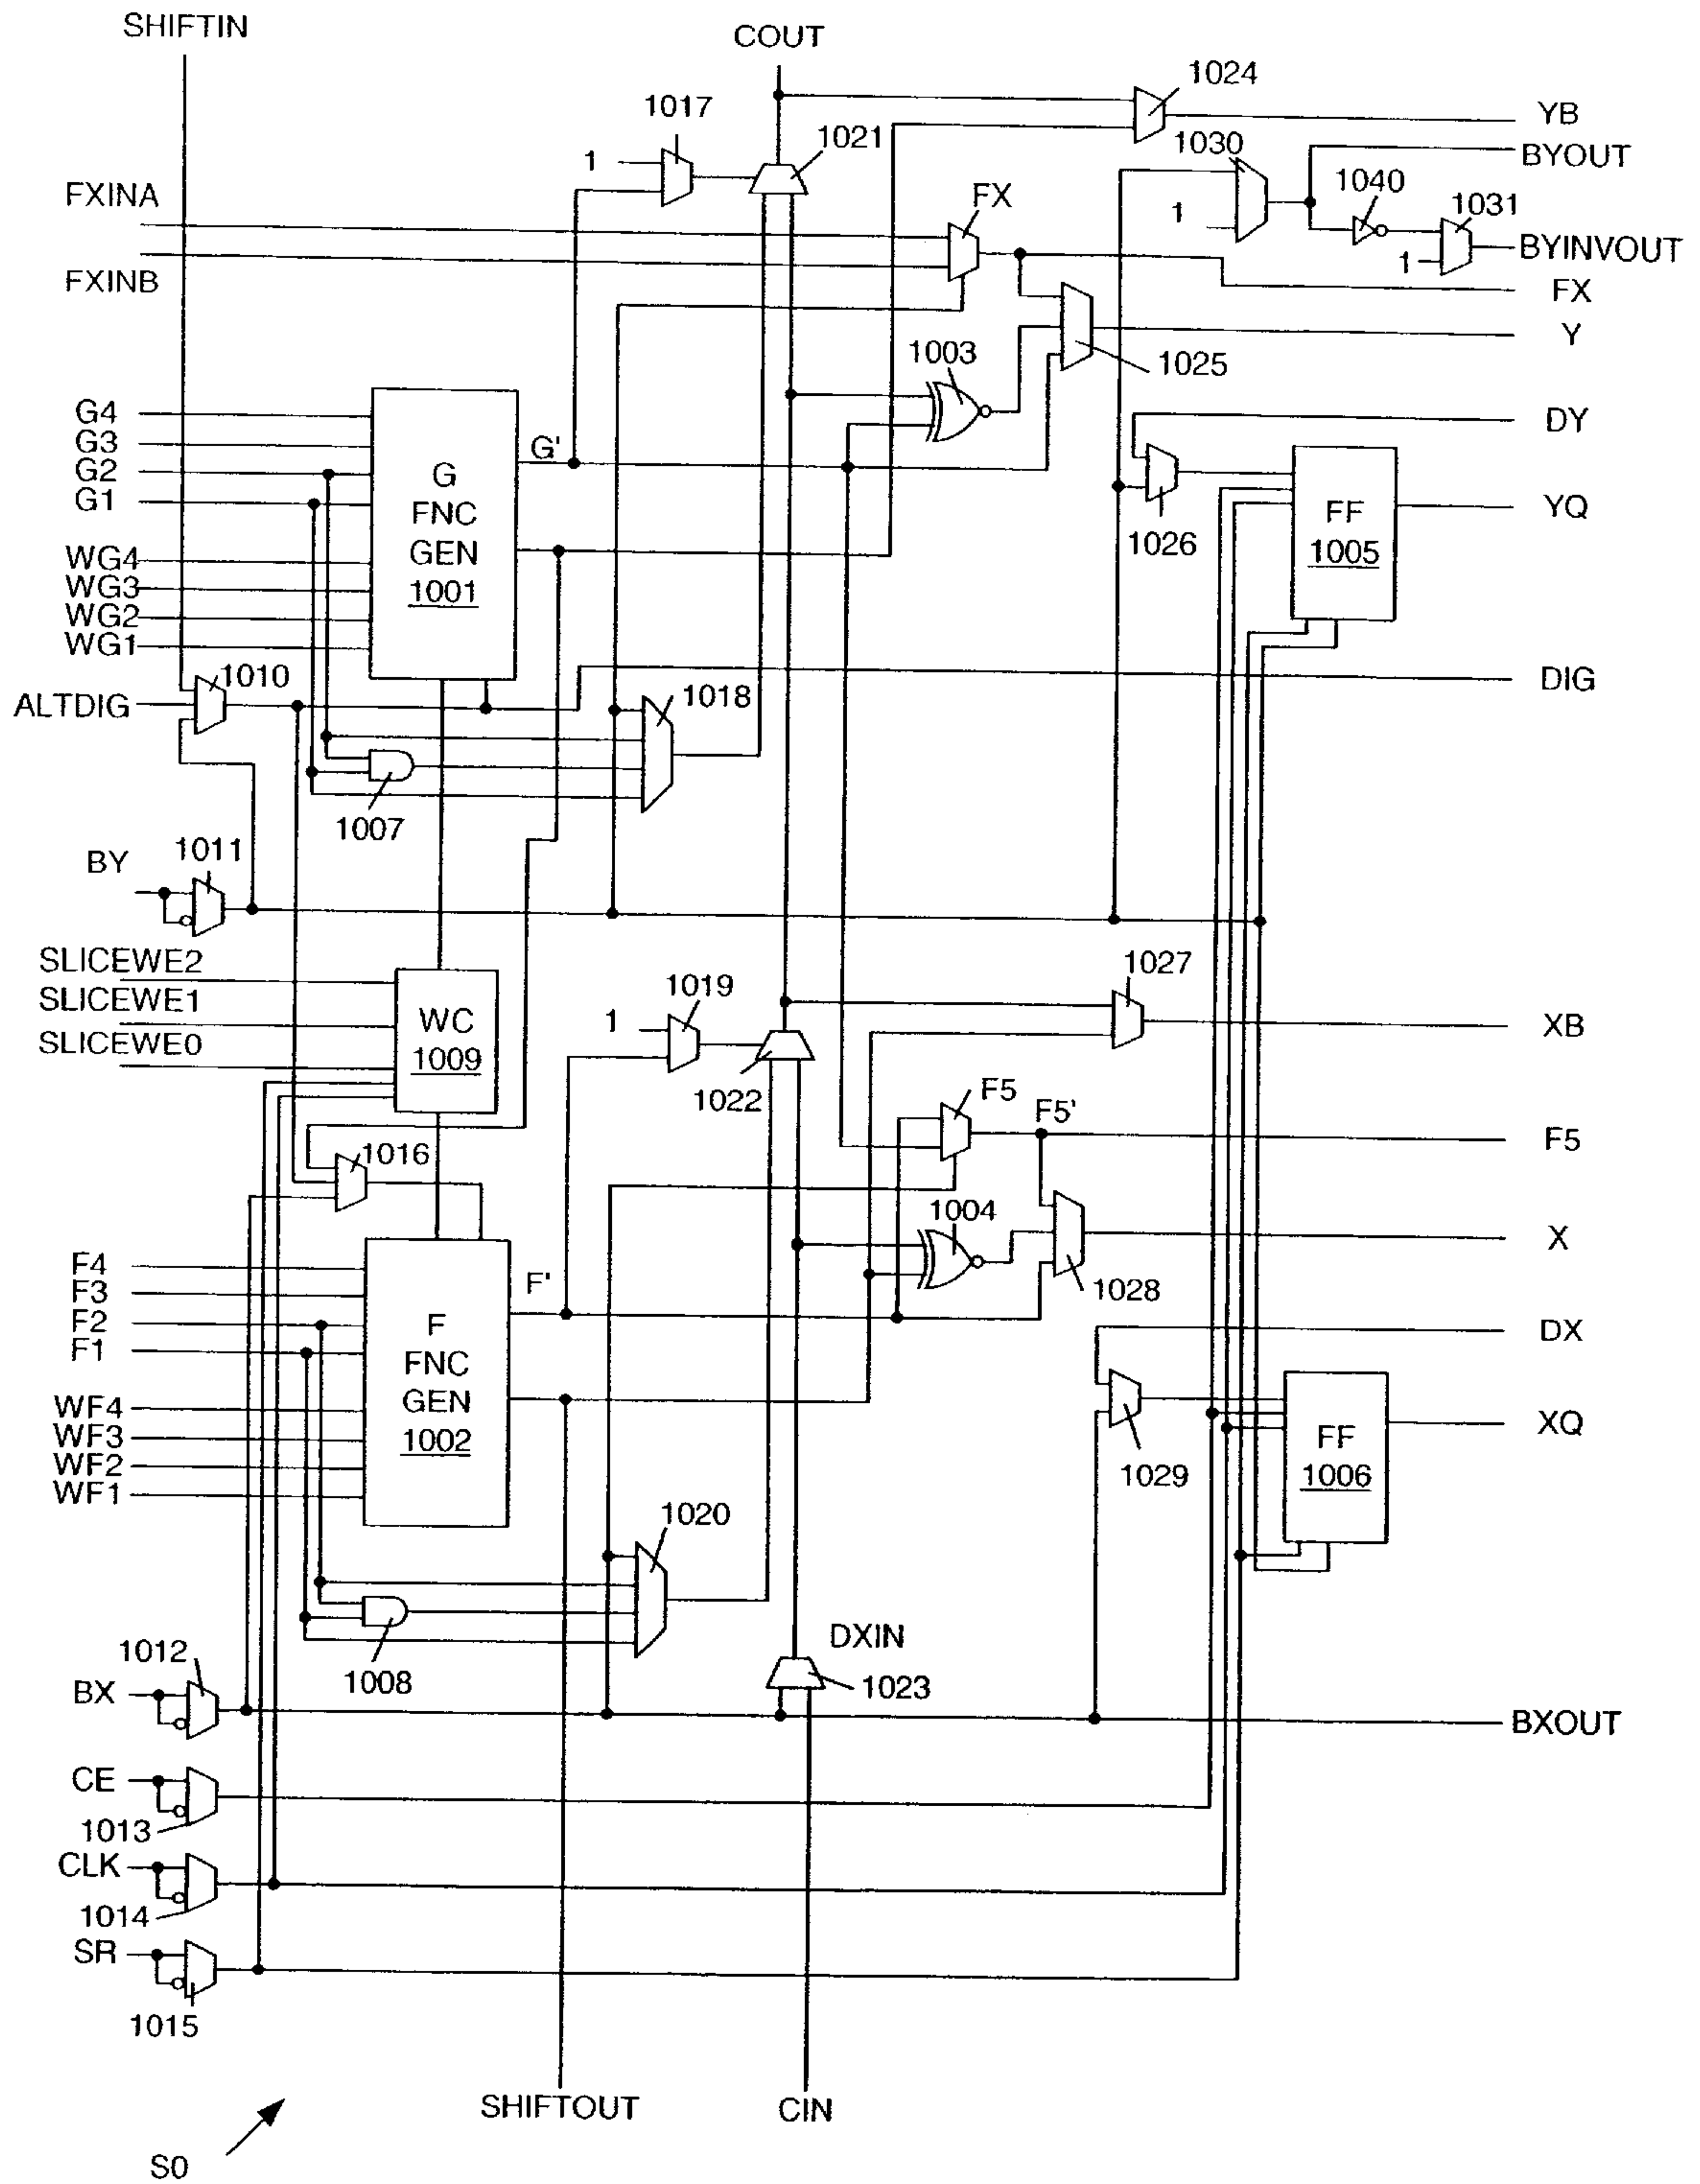 SHIFTIN
COUT
1024
1017
1021
YB
1
1030
BYOUT
FXINA
FX
1040
1031
1
BYINVOUT
1
FXINB
FX
Y
1003
1025
G4
DY
G3
G'
G2
G
G1
FNC
FF
YQ
GEN
1026
1005
WG4
WG3
1001
WG2
WG1
1010
DIG
1018
ALTDIG
1007
1011
BY
SLICEWE2
1027
SLICEWE1
1019
WC
1
XB
SLICEWE0
1009
1022
F5
F5'
F5
1016
1004
X
F4
F'
F3
1028
F2
F
DX
F1
FNC
GEN
WF4
XQ
WF3
1002
FF
WF2
1029
1006
WF1
1020
DXIN
1012
1008
1023
BX
BXOUT
CE
1013
CLK
1014
SR
1015
SHIFTOUT
CIN
S0